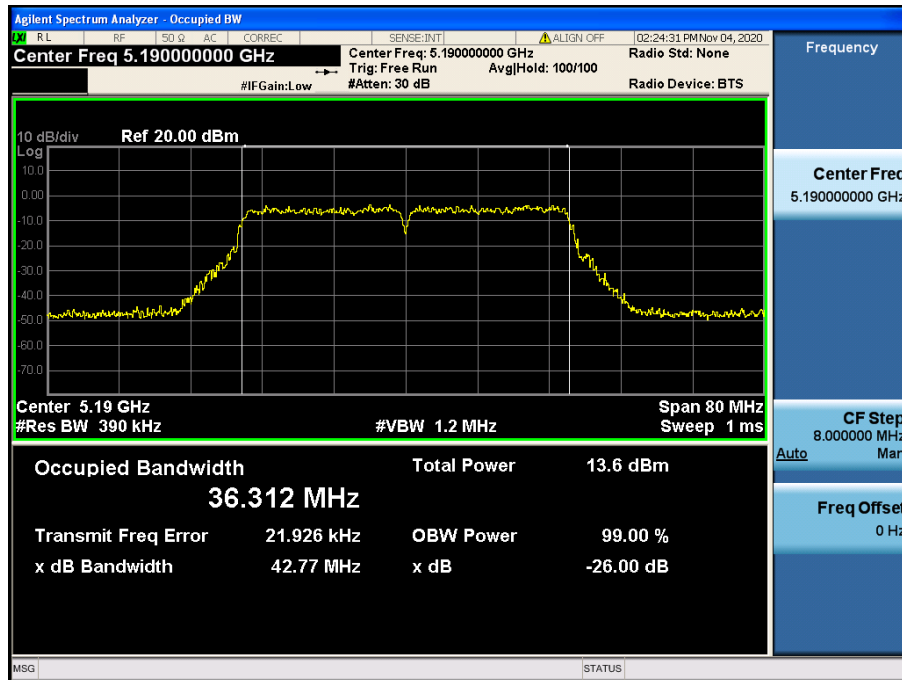 Agilent Spectrum Analyzer - Occupied BW
LXI RL RF 50 Ω AC CORREC SENSE:INT ALIGN OFF 02:24:31 PM Nov 04, 2020
Center Freq 5.190000000 GHz
Center Freq: 5.190000000 GHz
Radio Std: None
Trig: Free Run Avg|Hold: 100/100
#IFGain:Low
#Atten: 30 dB
Radio Device: BTS
10 dB/div Ref 20.00 dBm
Log
10.0
0.00
-10.0
-20.0
-30.0
-40.0
-50.0
-60.0
-70.0
Center 5.19 GHz Span 80 MHz
#Res BW 390 kHz #VBW 1.2 MHz Sweep 1 ms
Occupied Bandwidth Total Power 13.6 dBm
36.312 MHz
Transmit Freq Error 21.926 kHz OBW Power 99.00 %
x dB Bandwidth 42.77 MHz x dB -26.00 dB
Frequency
Center Freq
5.190000000 GHz
CF Step
8.000000 MHz
Auto Man
Freq Offset
0 Hz
MSG STATUS